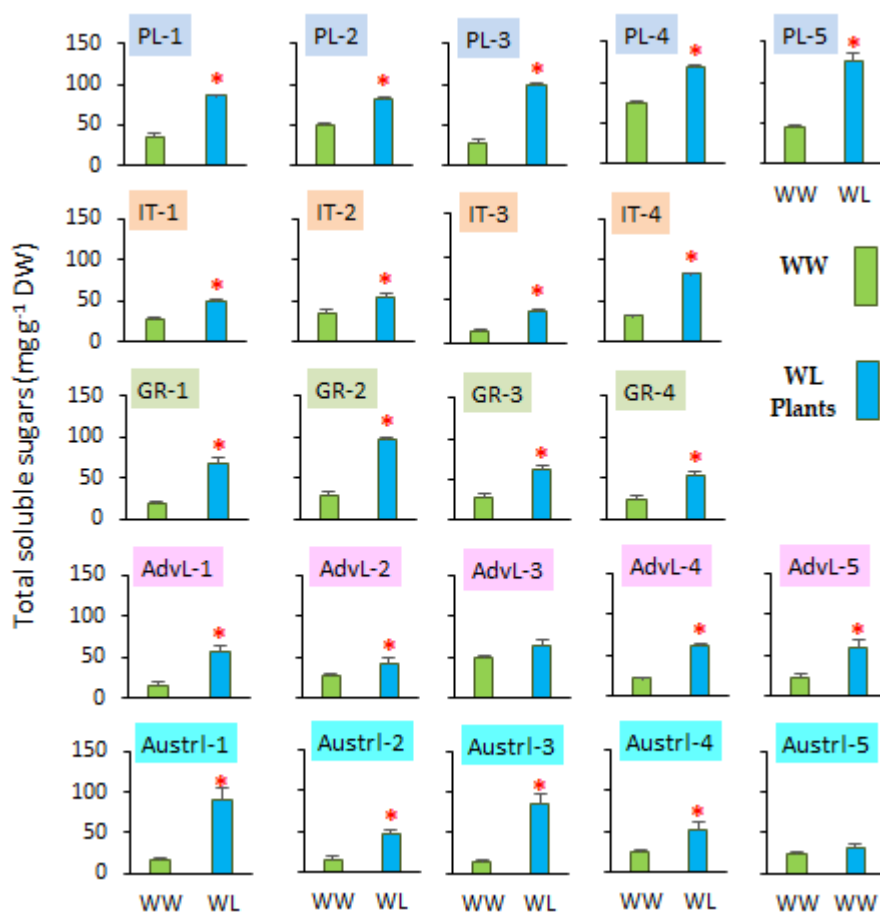 Total soluble sugars (mg g-1 DW)
PL-1 PL-2 PL-3 PL-4 PL-5
150
100
50
0
* * * * *
WW WL
IT-1 IT-2 IT-3 IT-4
150
100
50
0
* * * *
WW
WL
Plants
GR-1 GR-2 GR-3 GR-4
150
100
50
0
* * * *
AdvL-1 AdvL-2 AdvL-3 AdvL-4 AdvL-5
150
100
50
0
* * * *
Austrl-1 Austrl-2 Austrl-3 Austrl-4 Austrl-5
150
100
50
0
* * * *
WW WL WW WL WW WL WW WL WW WW